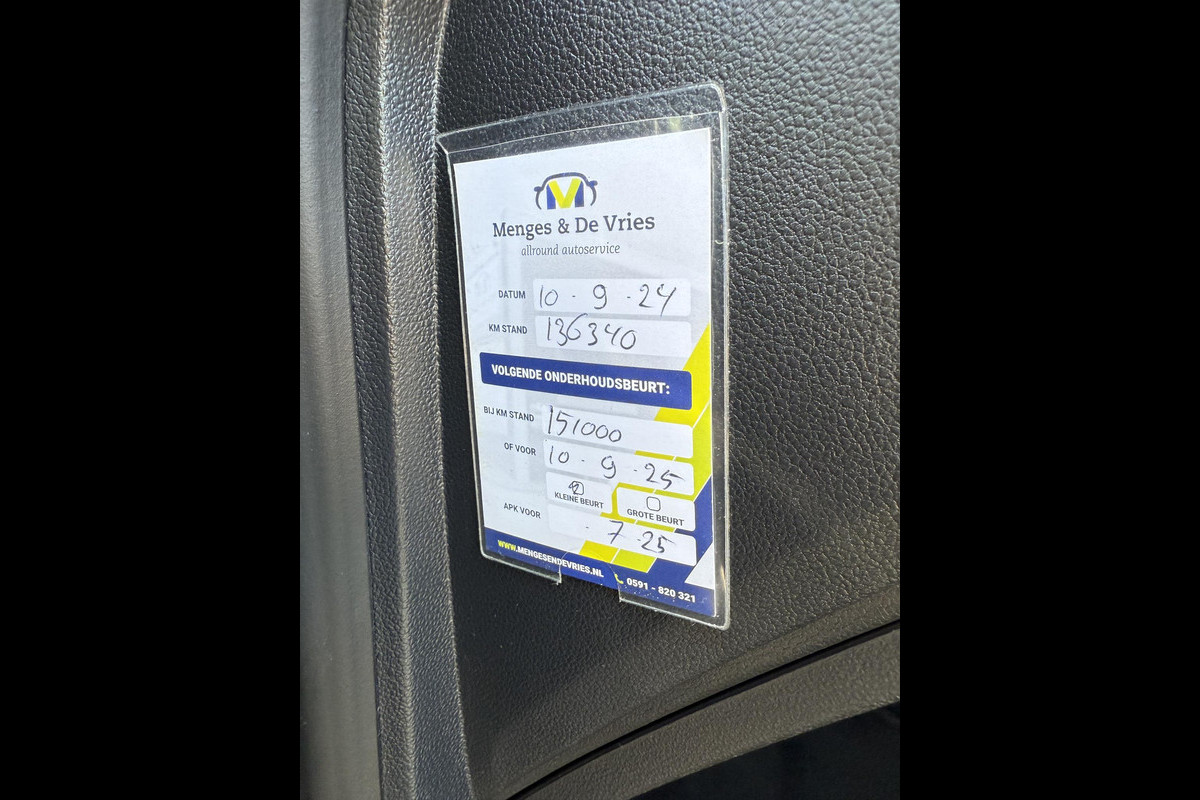 Menges & De Vries
allround autoservice
DATUM 10 - 9 - 24
KM STAND 136340
VOLGENDE ONDERHOUDSBEURT:
BIJ KM STAND 151000
OF VOOR 10 - 9 - 25
KLEINE BEURT GROTE BEURT
APK VOOR - 7 - 25
WWW.MENGESENDEVRIES.NL 0591 - 820 321